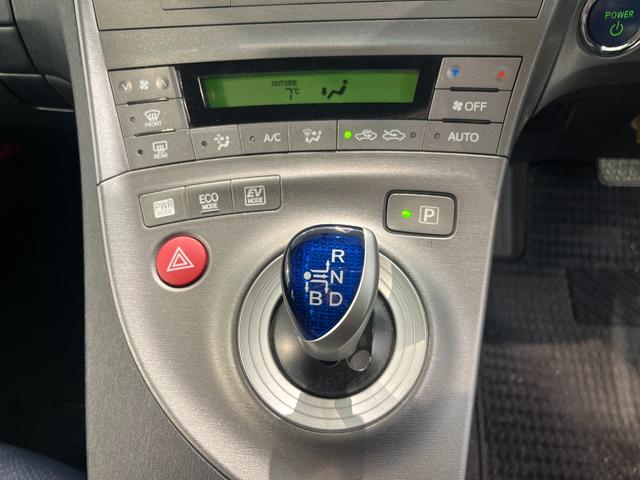 POWER
OUTSIDE
7°C
OFF
FRONT
REAR
A/C
AUTO
PWR MODE
ECO MODE
EV MODE
P
R
N
B D